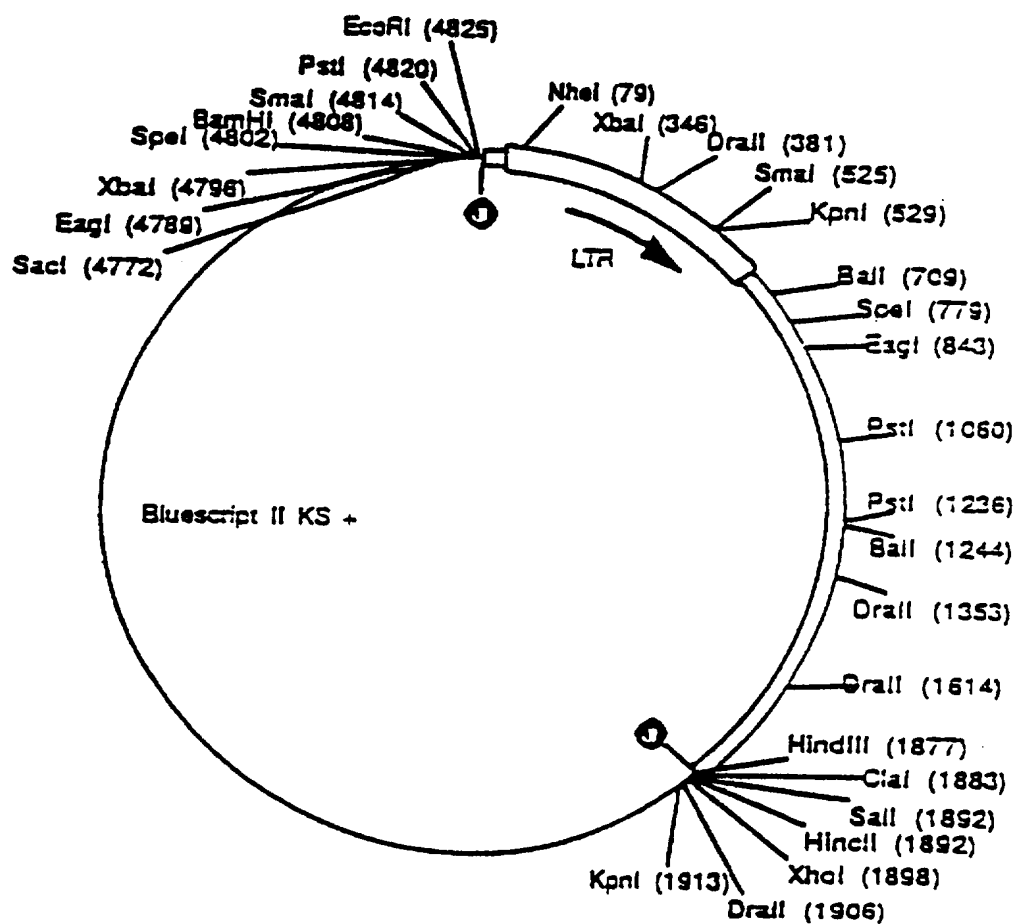 EcoRI (4825)
PstI (4820)
SmaI (4814)
BamHI (4808)
SpeI (4802)
XbaI (4796)
EagI (4789)
SacI (4772)
NheI (79)
XbaI (346)
DraII (381)
SmaI (525)
KpnI (529)
LTR
BalI (709)
SpeI (779)
EagI (843)
PstI (1060)
PstI (1236)
BalI (1244)
DraII (1353)
DraII (1614)
Bluescript II KS +
HindIII (1877)
ClaI (1883)
SalI (1892)
HincII (1892)
XhoI (1898)
KpnI (1913)
DraII (1906)